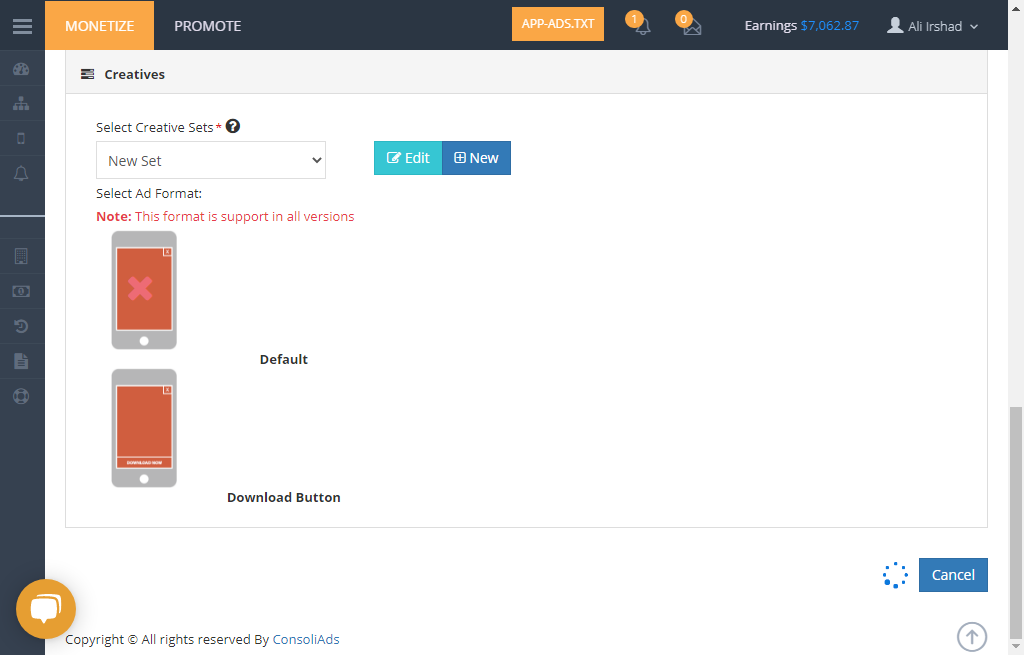 MONETIZE PROMOTE APP-ADS.TXT 1 0 Earnings $7,062.87 Ali Irshad
Creatives
Select Creative Sets *
New Set
Edit New
Select Ad Format:
Note: This format is support in all versions
Default
DOWNLOAD NOW
Download Button
Cancel
Copyright © All rights reserved By ConsoliAds